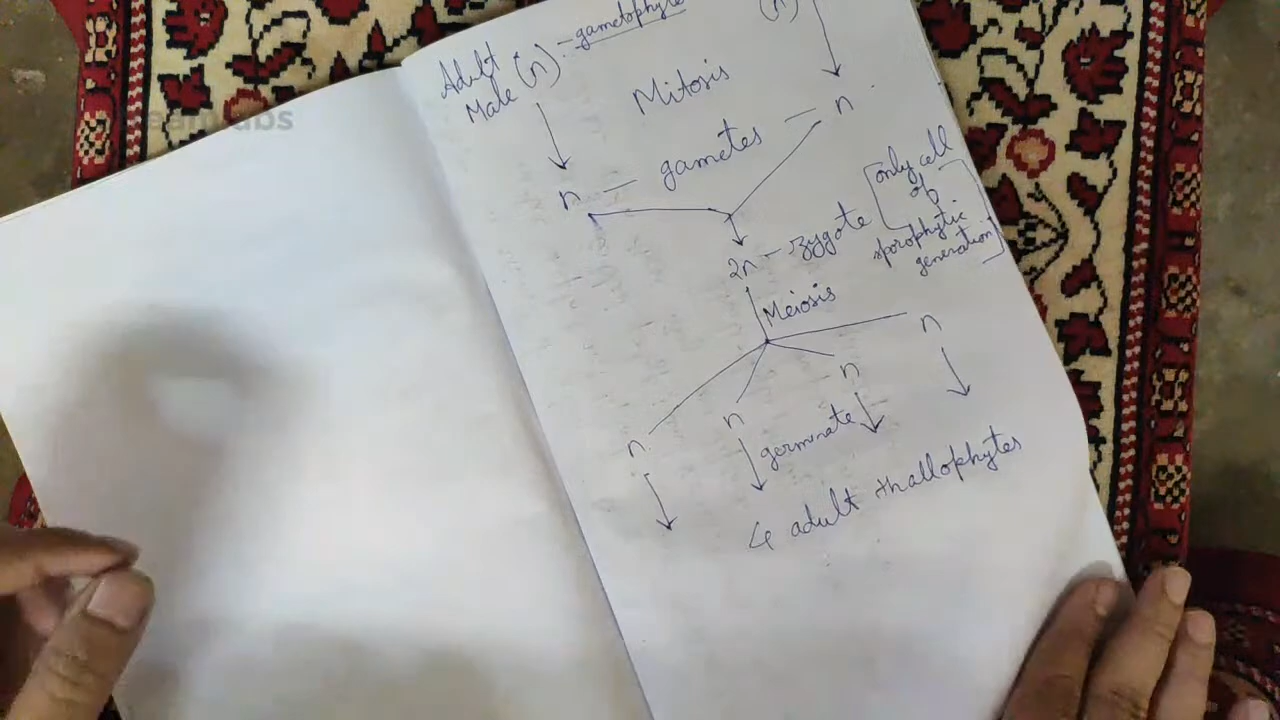 Adult
Male (n) - gametophyte
(n)
Mitosis
n - gametes - n
2n - zygote
[only cell
of
sporophytic
generation]
Meiosis
n n n n
germinate
4 adult thallophytes